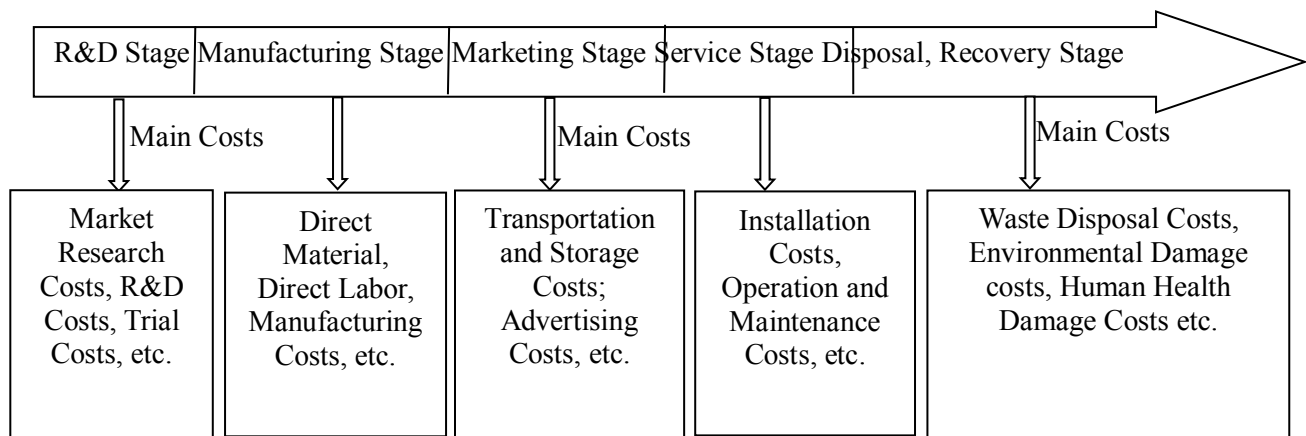 R&D Stage Manufacturing Stage Marketing Stage Service Stage Disposal, Recovery Stage
Main Costs
Main Costs
Main Costs
Market
Research
Costs, R&D
Costs, Trial
Costs, etc.
Direct
Material,
Direct Labor,
Manufacturing
Costs, etc.
Transportation
and Storage
Costs;
Advertising
Costs, etc.
Installation
Costs,
Operation and
Maintenance
Costs, etc.
Waste Disposal Costs,
Environmental Damage
costs, Human Health
Damage Costs etc.